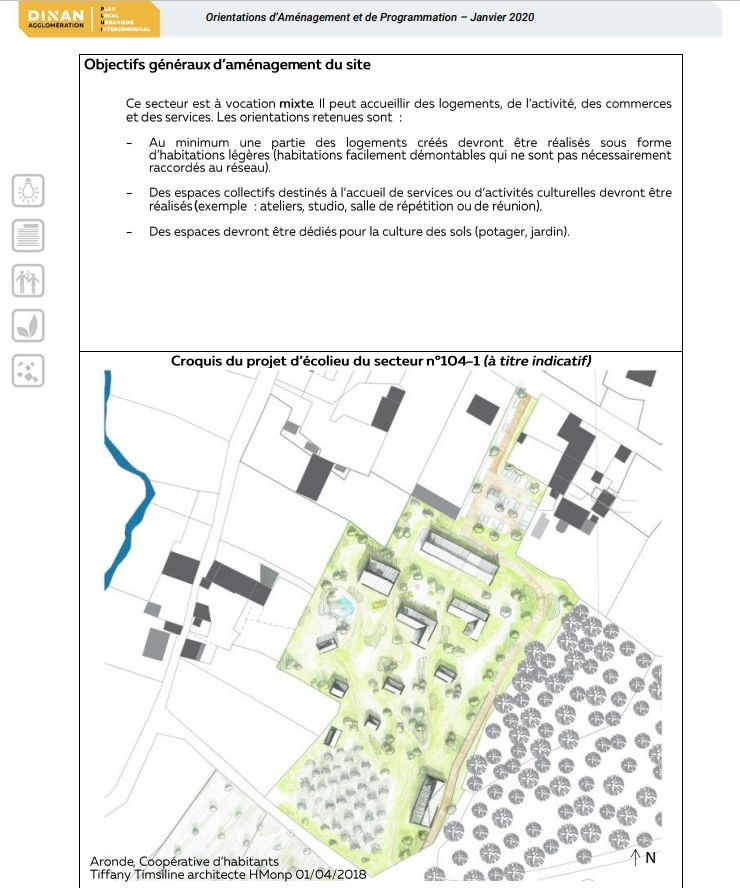 DINAN
AGGLOMÉRATION
PLAN
LOCAL
URBANISME
INTERCOMMUNAL
Orientations d'Aménagement et de Programmation – Janvier 2020
Objectifs généraux d'aménagement du site
Ce secteur est à vocation mixte. Il peut accueillir des logements, de l'activité, des commerces
et des services. Les orientations retenues sont :
- Au minimum une partie des logements créés devront être réalisés sous forme
d'habitations légères (habitations facilement démontables qui ne sont pas nécessairement
raccordés au réseau).
- Des espaces collectifs destinés à l'accueil de services ou d'activités culturelles devront être
réalisés (exemple : ateliers, studio, salle de répétition ou de réunion).
- Des espaces devront être dédiés pour la culture des sols (potager, jardin).
Croquis du projet d'écolieu du secteur n°104-1 (à titre indicatif)
Aronde, Coopérative d'habitants
Tiffany Timsiline architecte HMonp 01/04/2018
N